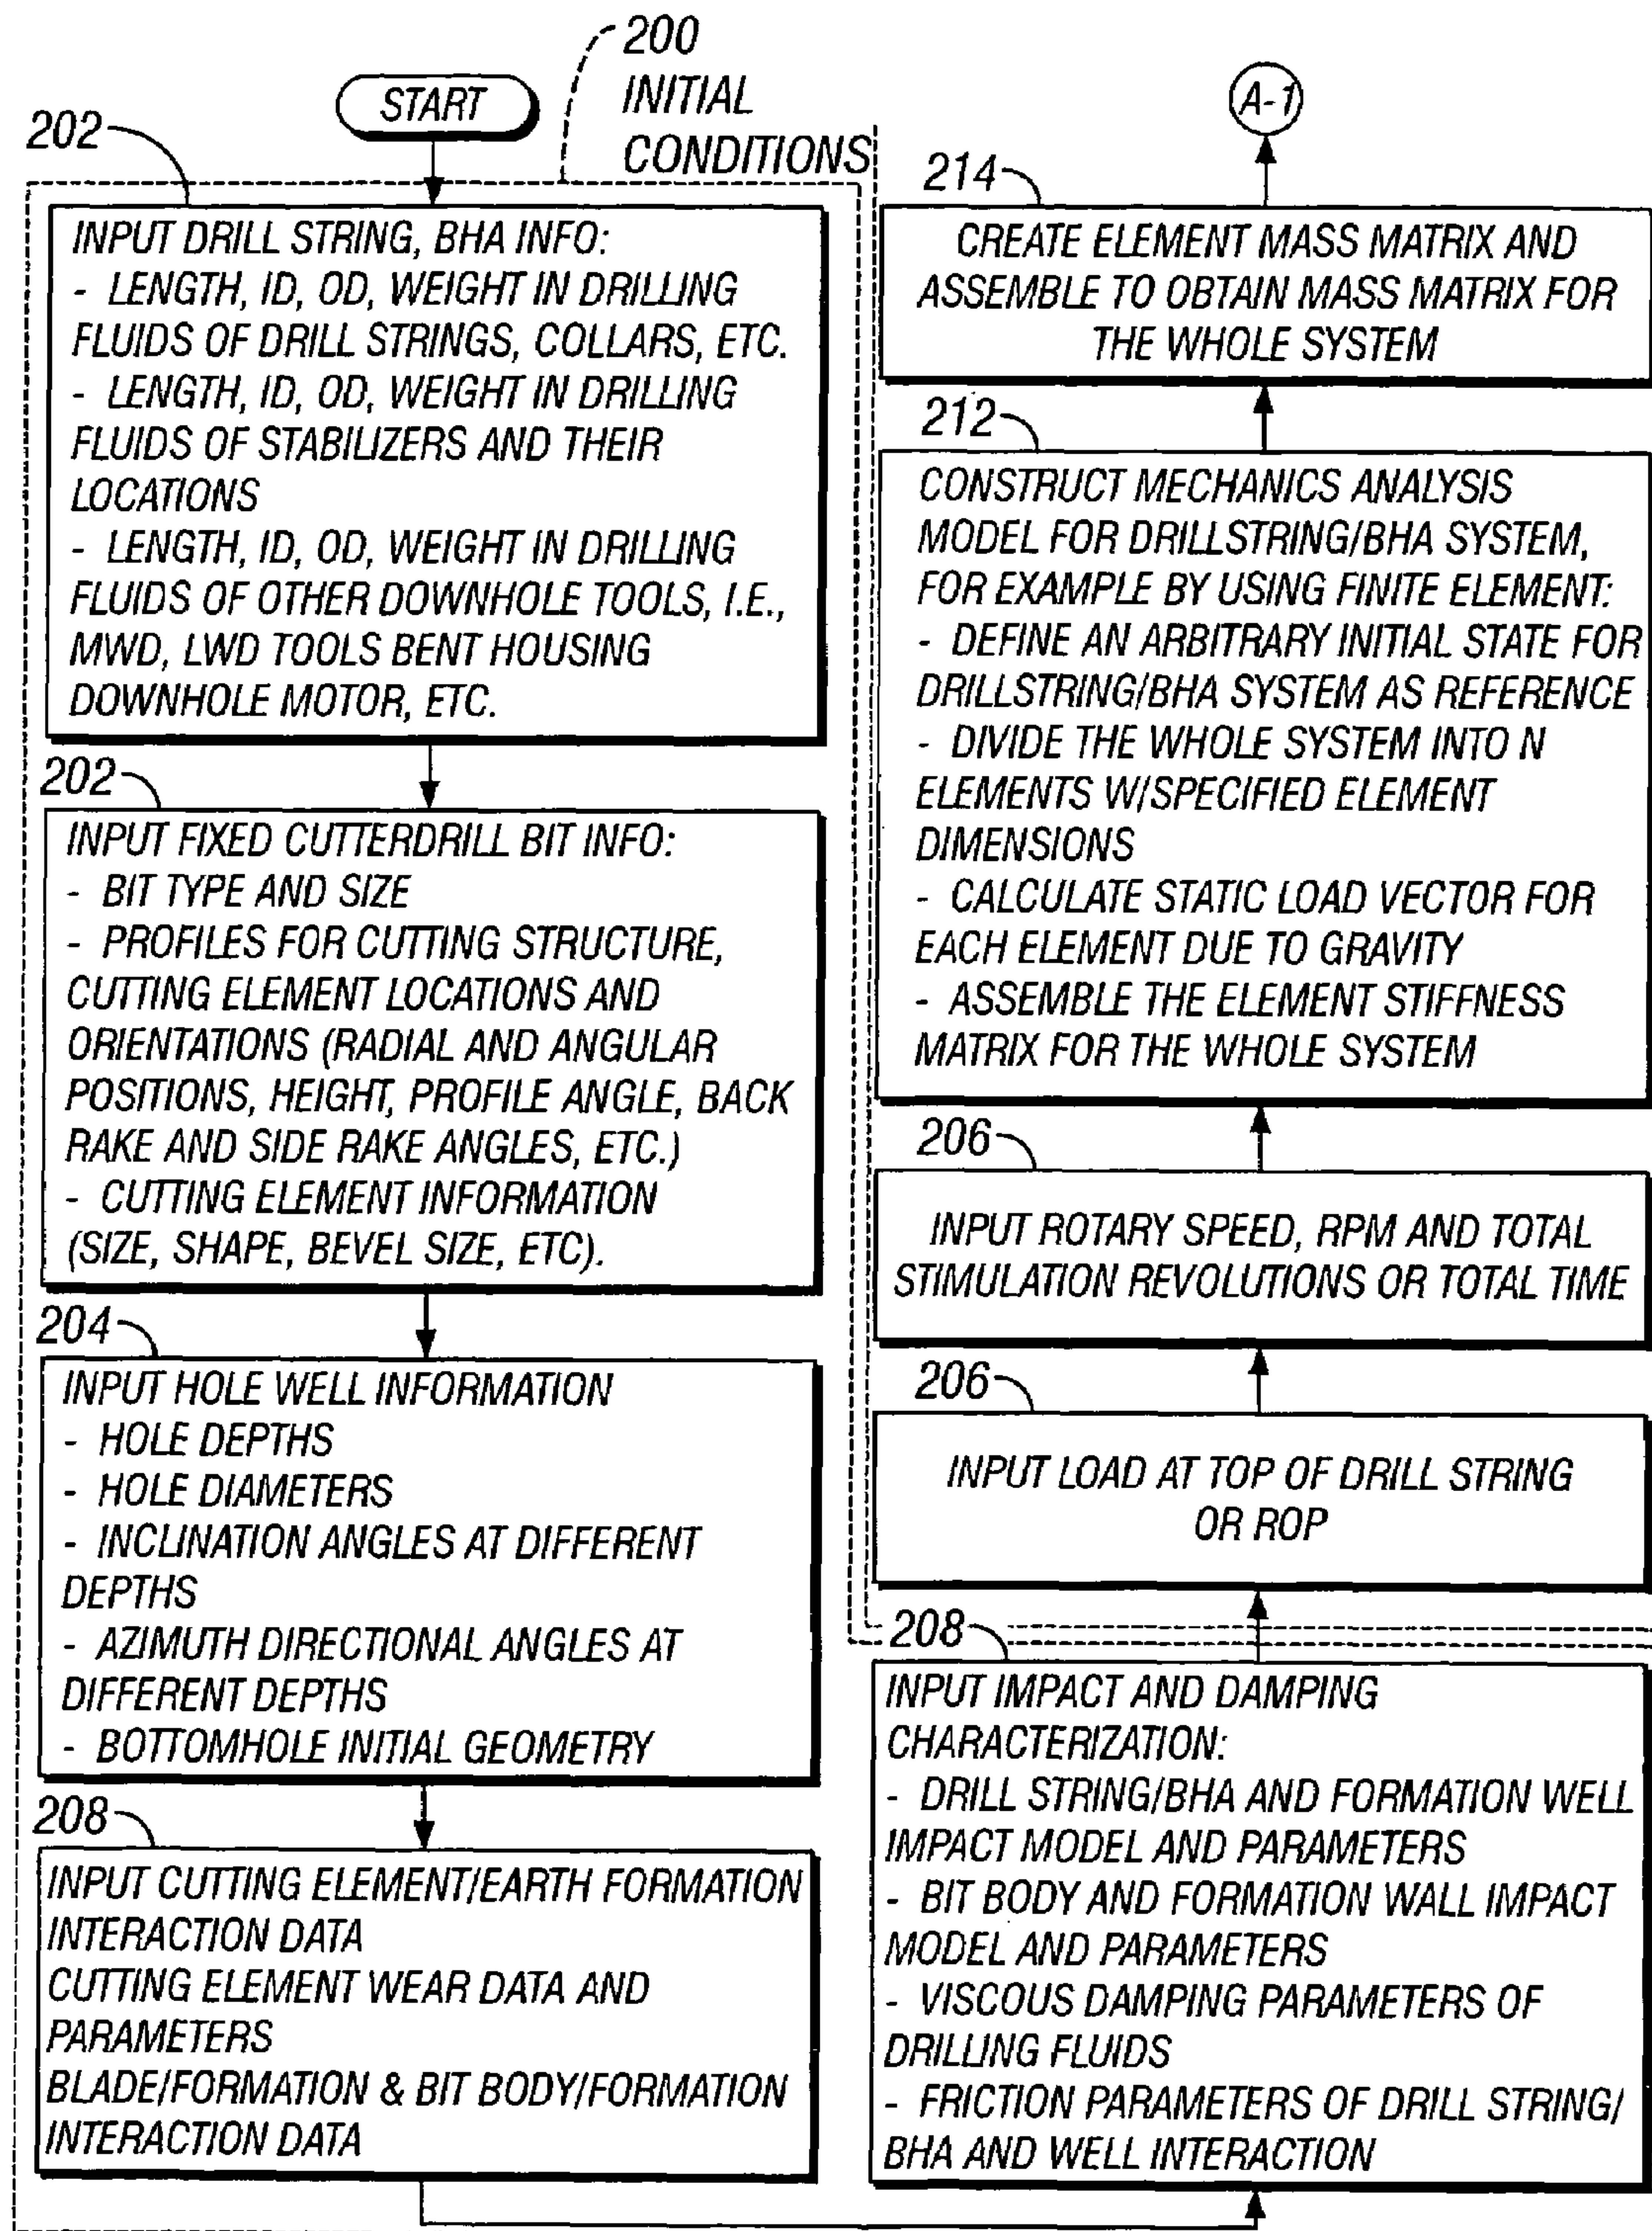 200
INITIAL
CONDITIONS
START
202
INPUT DRILL STRING, BHA INFO:
- LENGTH, ID, OD, WEIGHT IN DRILLING
FLUIDS OF DRILL STRINGS, COLLARS, ETC.
- LENGTH, ID, OD, WEIGHT IN DRILLING
FLUIDS OF STABILIZERS AND THEIR
LOCATIONS
- LENGTH, ID, OD, WEIGHT IN DRILLING
FLUIDS OF OTHER DOWNHOLE TOOLS, I.E.,
MWD, LWD TOOLS BENT HOUSING
DOWNHOLE MOTOR, ETC.
202
INPUT FIXED CUTTERDRILL BIT INFO:
- BIT TYPE AND SIZE
- PROFILES FOR CUTTING STRUCTURE,
CUTTING ELEMENT LOCATIONS AND
ORIENTATIONS (RADIAL AND ANGULAR
POSITIONS, HEIGHT, PROFILE ANGLE, BACK
RAKE AND SIDE RAKE ANGLES, ETC.)
- CUTTING ELEMENT INFORMATION
(SIZE, SHAPE, BEVEL SIZE, ETC).
204
INPUT HOLE WELL INFORMATION
- HOLE DEPTHS
- HOLE DIAMETERS
- INCLINATION ANGLES AT DIFFERENT
DEPTHS
- AZIMUTH DIRECTIONAL ANGLES AT
DIFFERENT DEPTHS
- BOTTOMHOLE INITIAL GEOMETRY
208
INPUT CUTTING ELEMENT/EARTH FORMATION
INTERACTION DATA
CUTTING ELEMENT WEAR DATA AND
PARAMETERS
BLADE/FORMATION & BIT BODY/FORMATION
INTERACTION DATA
208
INPUT IMPACT AND DAMPING
CHARACTERIZATION:
- DRILL STRING/BHA AND FORMATION WELL
IMPACT MODEL AND PARAMETERS
- BIT BODY AND FORMATION WALL IMPACT
MODEL AND PARAMETERS
- VISCOUS DAMPING PARAMETERS OF
DRILLING FLUIDS
- FRICTION PARAMETERS OF DRILL STRING/
BHA AND WELL INTERACTION
206
INPUT LOAD AT TOP OF DRILL STRING
OR ROP
206
INPUT ROTARY SPEED, RPM AND TOTAL
STIMULATION REVOLUTIONS OR TOTAL TIME
212
CONSTRUCT MECHANICS ANALYSIS
MODEL FOR DRILLSTRING/BHA SYSTEM,
FOR EXAMPLE BY USING FINITE ELEMENT:
- DEFINE AN ARBITRARY INITIAL STATE FOR
DRILLSTRING/BHA SYSTEM AS REFERENCE
- DIVIDE THE WHOLE SYSTEM INTO N
ELEMENTS W/SPECIFIED ELEMENT
DIMENSIONS
- CALCULATE STATIC LOAD VECTOR FOR
EACH ELEMENT DUE TO GRAVITY
- ASSEMBLE THE ELEMENT STIFFNESS
MATRIX FOR THE WHOLE SYSTEM
214
CREATE ELEMENT MASS MATRIX AND
ASSEMBLE TO OBTAIN MASS MATRIX FOR
THE WHOLE SYSTEM
A-1